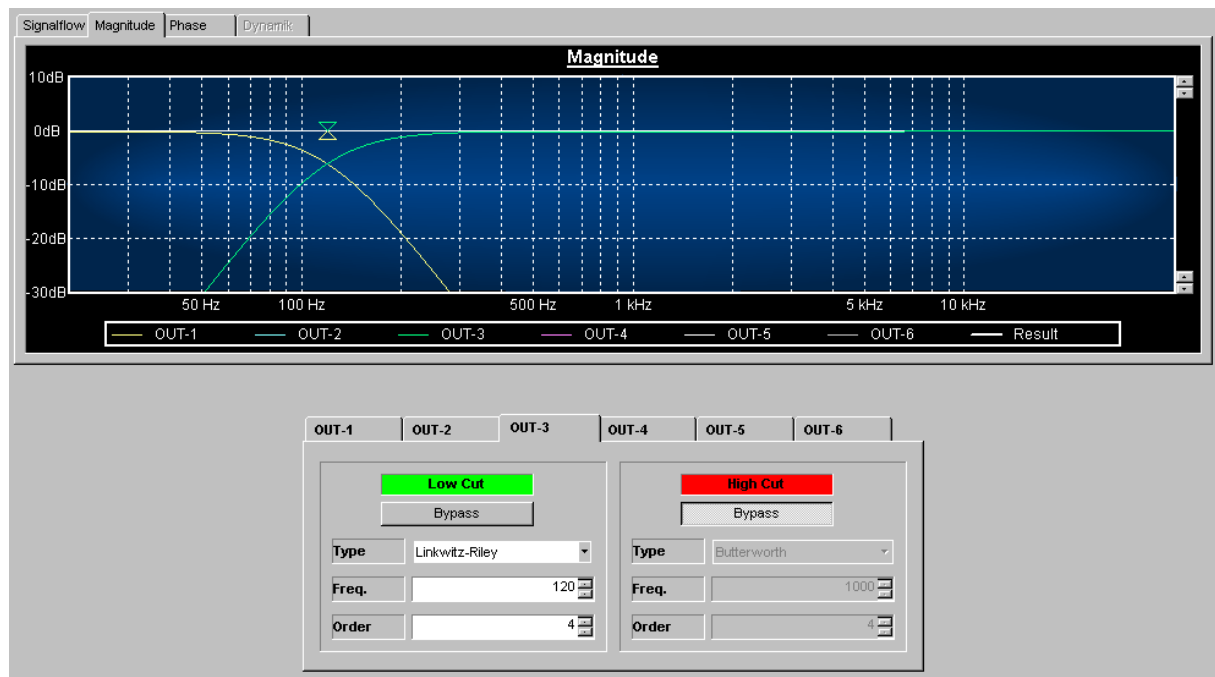 Signalflow Magnitude Phase Dynamik
Magnitude
10dB
0dB
-10dB
-20dB
-30dB
50 Hz 100 Hz 500 Hz 1 kHz 5 kHz 10 kHz
OUT-1 OUT-2 OUT-3 OUT-4 OUT-5 OUT-6 Result
OUT-1 OUT-2 OUT-3 OUT-4 OUT-5 OUT-6
Low Cut High Cut
Bypass Bypass
Type Linkwitz-Riley Type Butterworth
Freq. 120 Freq. 1000
Order 4 Order 4